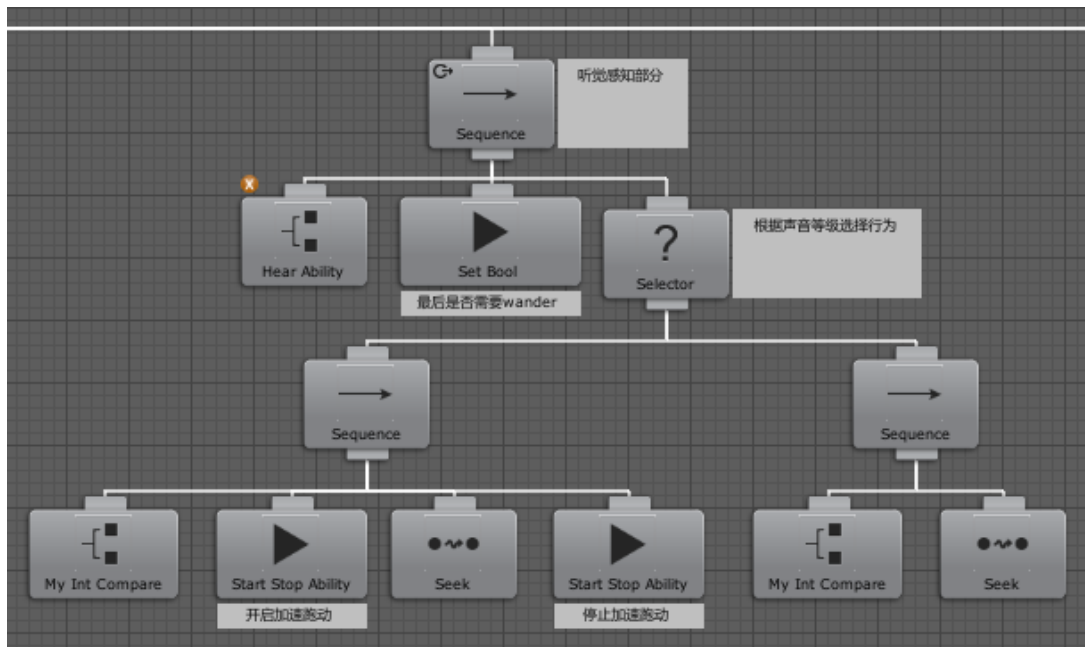 听觉感知部分
Sequence
Hear Ability
Set Bool
最后是否需要wander
Selector
根据声音等级选择行为
Sequence
Sequence
My Int Compare
Start Stop Ability
开启加速跑动
Seek
Start Stop Ability
停止加速跑动
My Int Compare
Seek